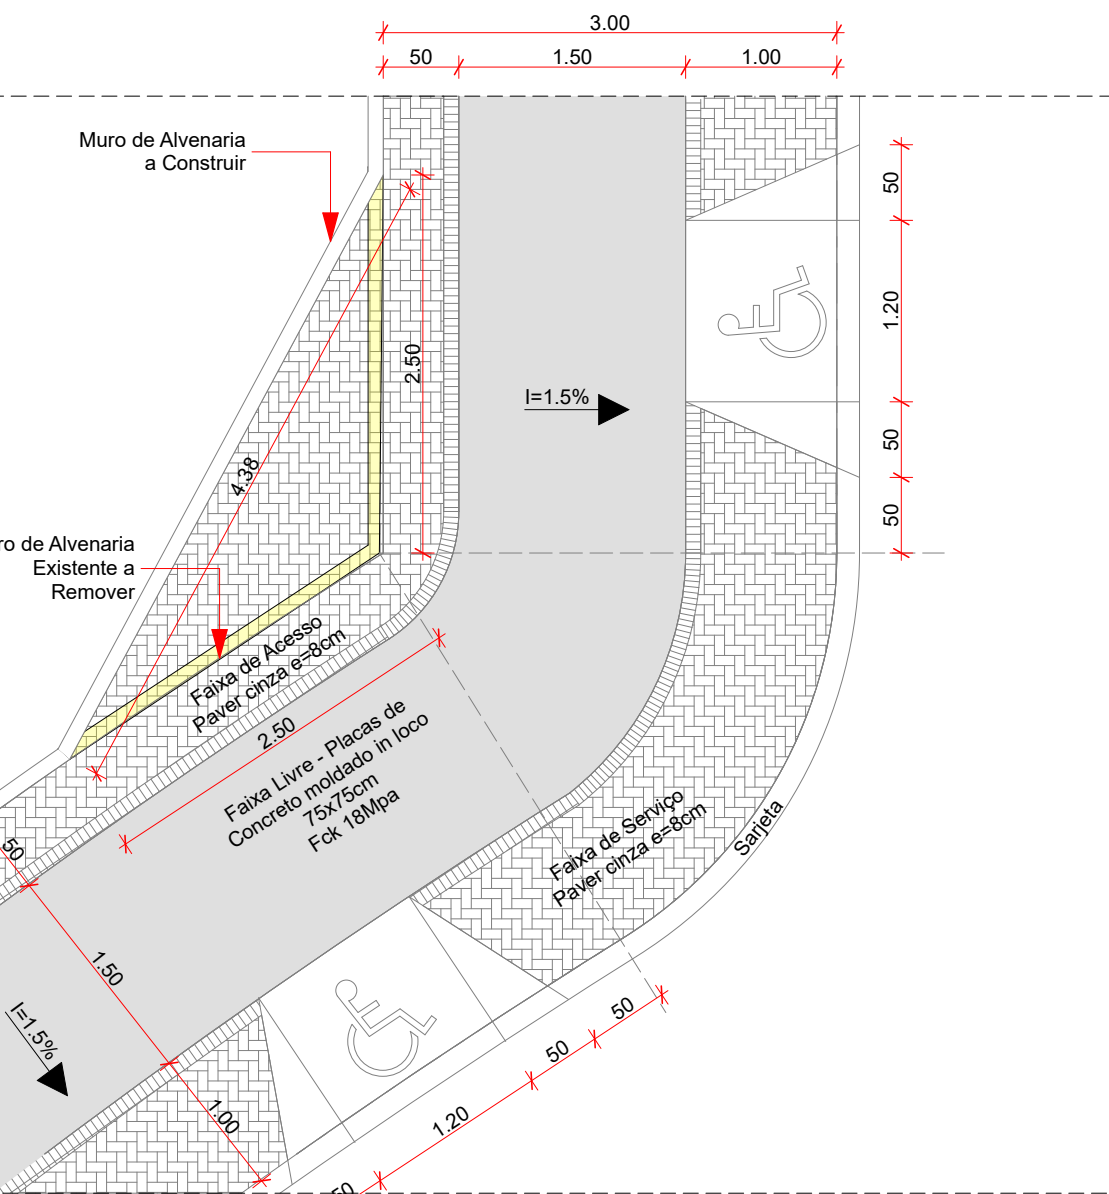 3.00
50
1.50
1.00
Muro de Alvenaria
a Construir
50
1.20
2.50
I=1.5%
50
4.38
50
ro de Alvenaria
Existente a
Remover
Faixa de Acesso
Paver cinza e=8cm
2.50
Faixa Livre - Placas de
Concreto moldado in loco
75x75cm
Fck 18Mpa
Faixa de Serviço
Paver cinza e=8cm
Sarjeta
50
1.50
I=1.5%
50
50
1.20
1.00
50